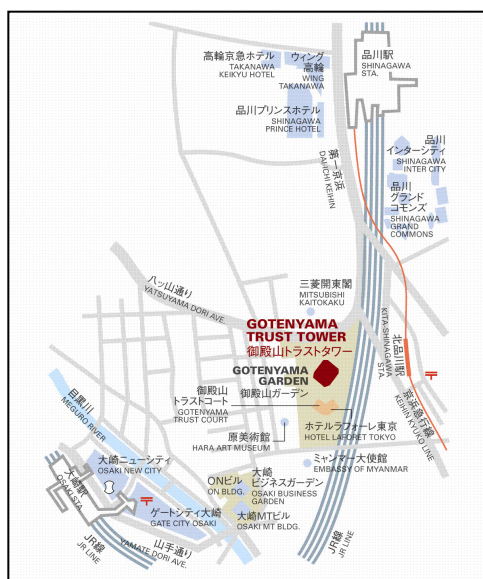 高輪京急ホテル
TAKANAWA
KEIKYU HOTEL
ウィング
高輪
WING
TAKANAWA
品川駅
SHINAGAWA
STA.
品川プリンスホテル
SHINAGAWA
PRINCE HOTEL
第一京浜
DAI-ICHI KEIHIN
品川
インターシティ
SHINAGAWA
INTER CITY
品川
グランド
コモンズ
SHINAGAWA
GRAND
COMMONS
八ッ山通り
YATSUYAMA DORI AVE.
三菱開東閣
MITSUBISHI
KAITOKAKU
GOTENYAMA
TRUST TOWER
御殿山トラストタワー
GOTENYAMA
GARDEN
御殿山ガーデン
北品川駅
KITA-SHINAGAWA
STA.
京浜急行線
KEIHIN KYUKO LINE
御殿山
トラストコート
GOTENYAMA
TRUST COURT
ホテルラフォーレ東京
HOTEL LAFORET TOKYO
原美術館
HARA ART MUSEUM
ミャンマー大使館
EMBASSY OF MYANMAR
目黒川
MEGURO RIVER
大崎ニューシティ
OSAKI NEW CITY
大崎駅
OSAKI STA.
ONビル
ON BLDG.
大崎
ビジネスガーデン
OSAKI BUSINESS
GARDEN
ゲートシティ大崎
GATE CITY OSAKI
大崎MTビル
OSAKI MT BLDG.
山手通り
YAMATE DORI AVE.
JR線
JR LINE
JR線
JR LINE